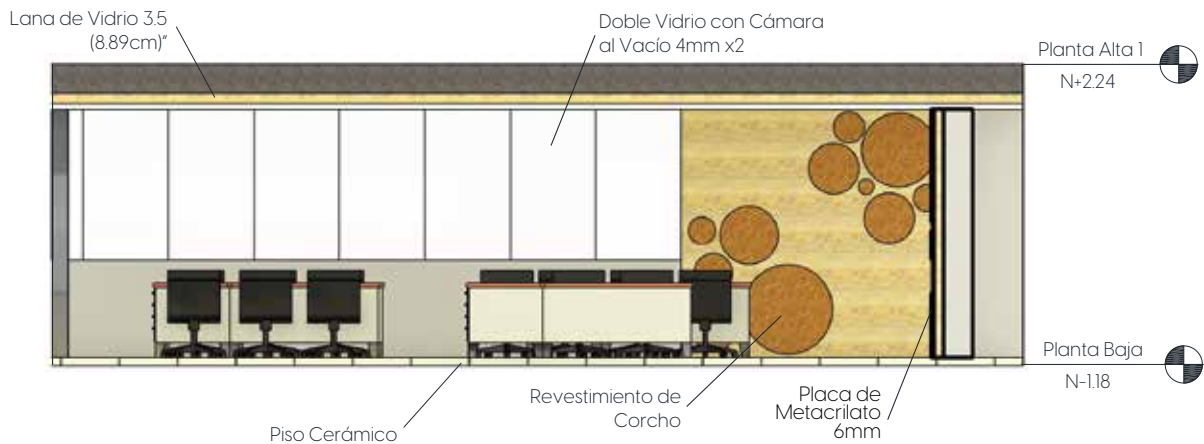 Lana de Vidrio 3.5
(8.89cm)"
Doble Vidrio con Cámara
al Vacío 4mm x2
Planta Alta 1
N+2.24
Planta Baja
N-1.18
Revestimiento de
Corcho
Placa de
Metacrilato
6mm
Piso Cerámico